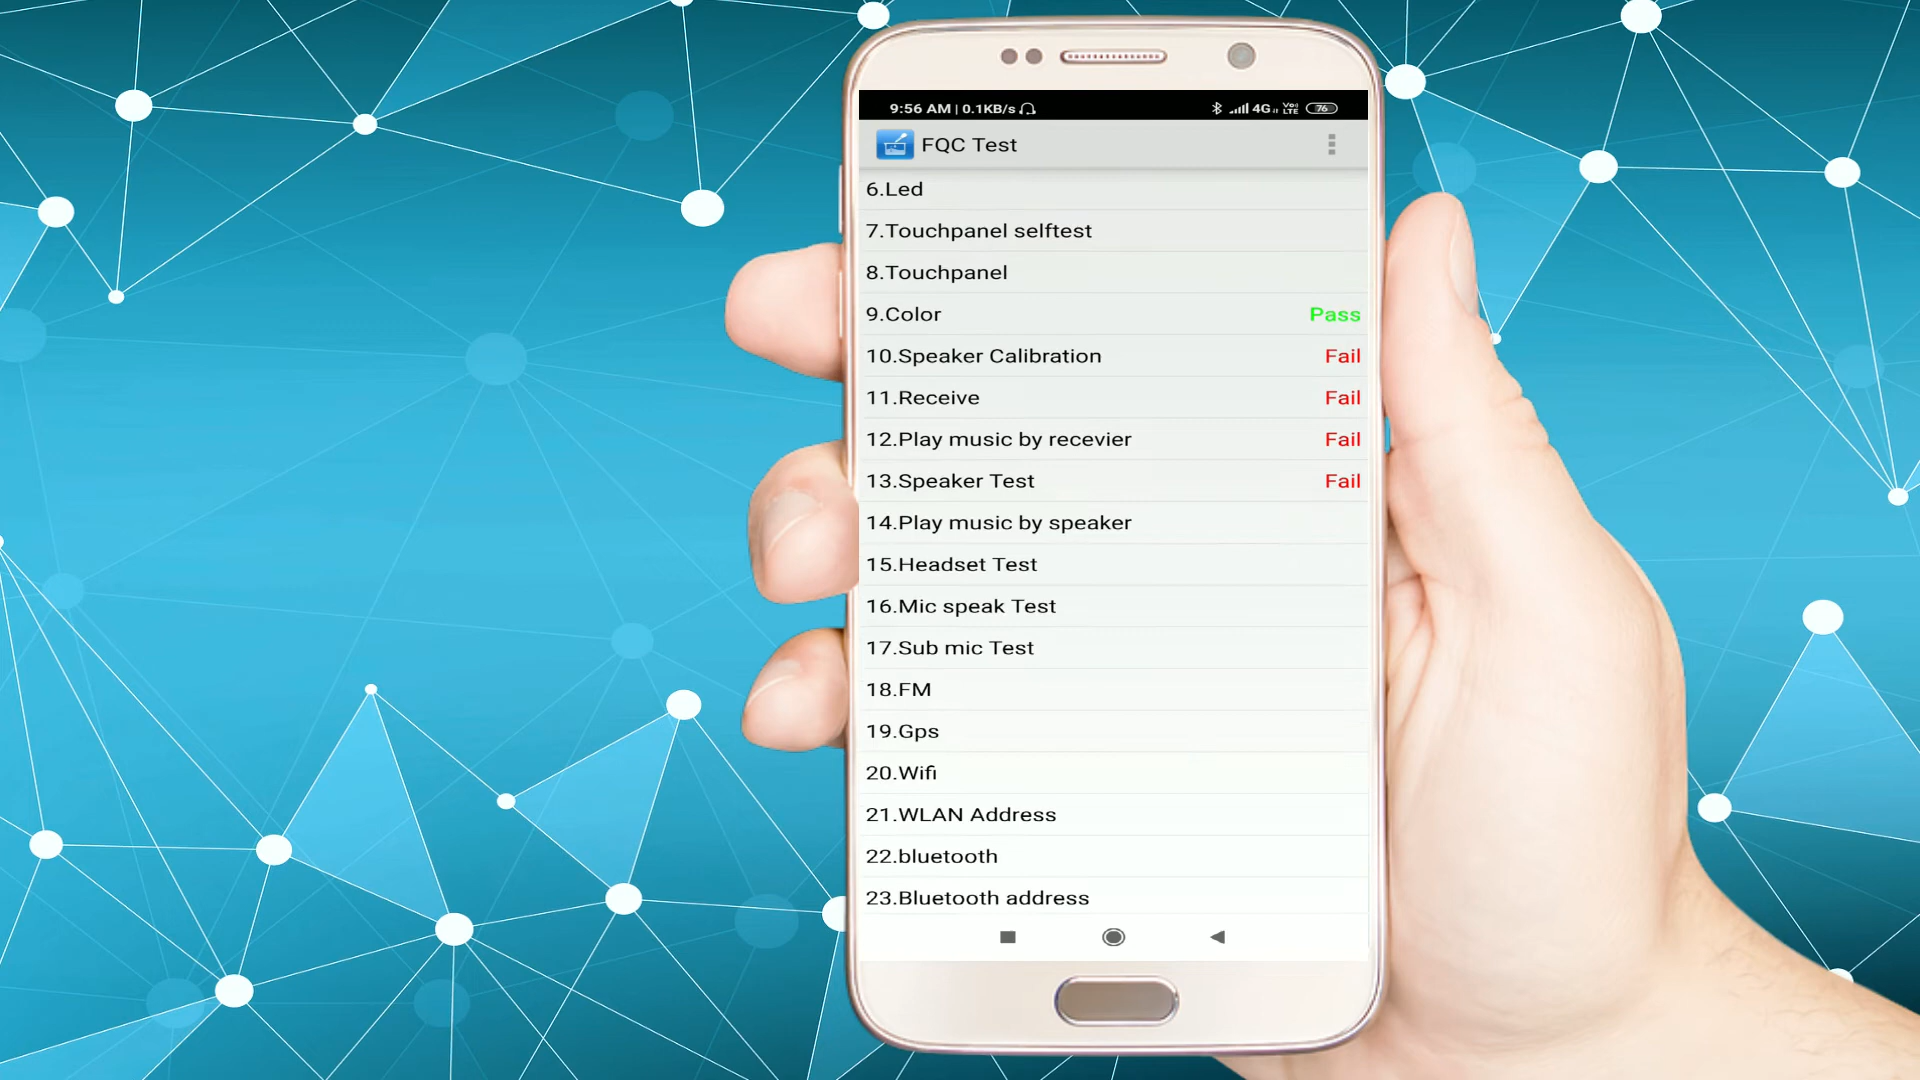 9:56 AM | 0.1KB/s 4G Vo) LTE 76
FQC Test
6.Led
7.Touchpanel selftest
8.Touchpanel
9.Color Pass
10.Speaker Calibration Fail
11.Receive Fail
12.Play music by recevier Fail
13.Speaker Test Fail
14.Play music by speaker
15.Headset Test
16.Mic speak Test
17.Sub mic Test
18.FM
19.Gps
20.Wifi
21.WLAN Address
22.bluetooth
23.Bluetooth address